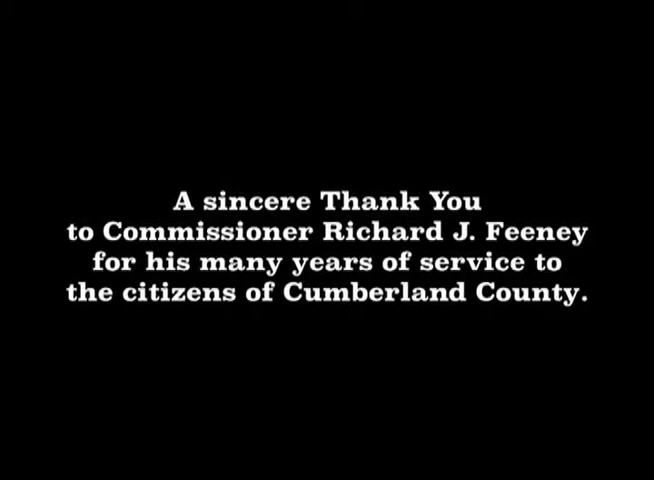 A sincere Thank You
to Commissioner Richard J. Feeney
for his many years of service to
the citizens of Cumberland County.